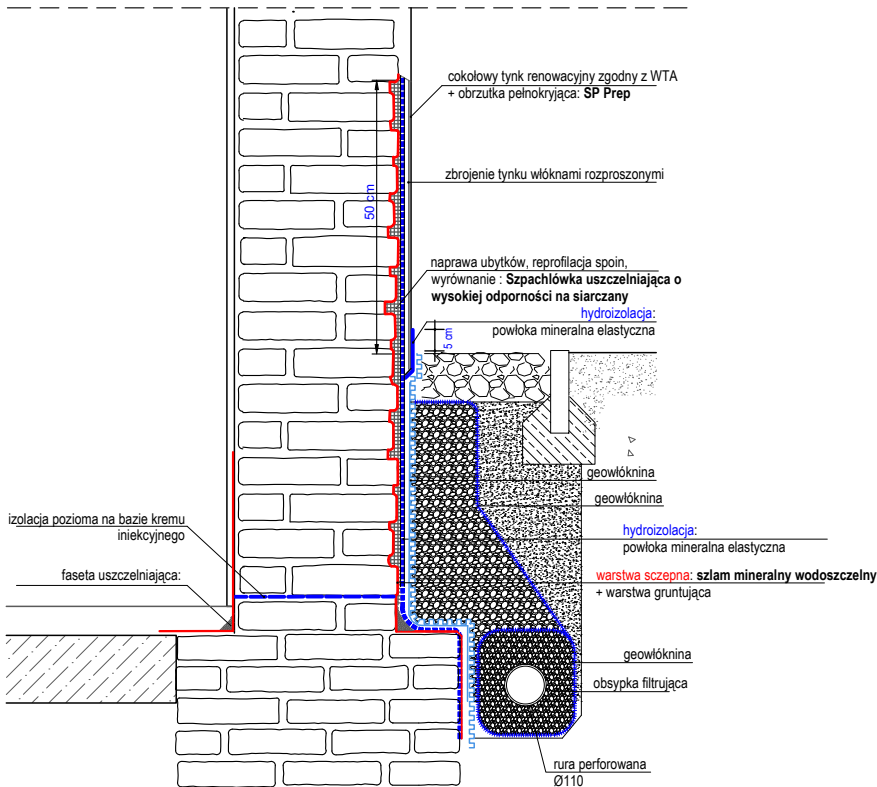 cokołowy tynk renowacyjny zgodny z WTA
+ obrzutka pełnokryjąca: SP Prep
zbrojenie tynku włóknami rozproszonymi
50 cm
naprawa ubytków, reprofilacja spoin,
wyrównanie : Szpachlówka uszczelniająca o
wysokiej odporności na siarczany
hydroizolacja:
powłoka mineralna elastyczna
5 cm
geowłóknina
geowłóknina
izolacja pozioma na bazie kremu
iniekcyjnego
hydroizolacja:
powłoka mineralna elastyczna
faseta uszczelniająca:
warstwa sczepna: szlam mineralny wodoszczelny
+ warstwa gruntująca
geowłóknina
obsypka filtrująca
rura perforowana
Ø110